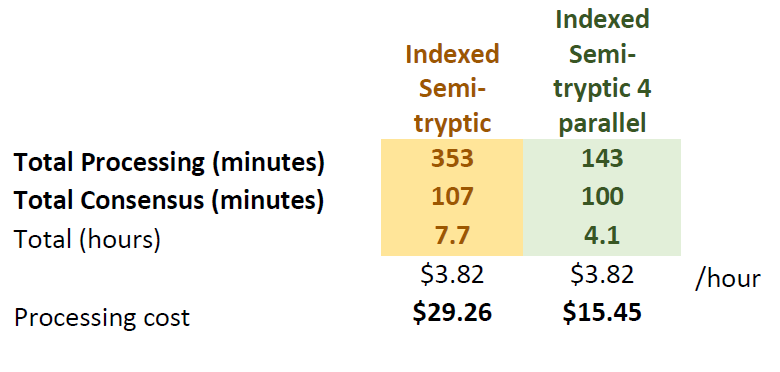 Indexed Semi-tryptic
Indexed Semi-tryptic 4 parallel
Total Processing (minutes) 353 143
Total Consensus (minutes) 107 100
Total (hours) 7.7 4.1
$3.82 $3.82 /hour
Processing cost $29.26 $15.45